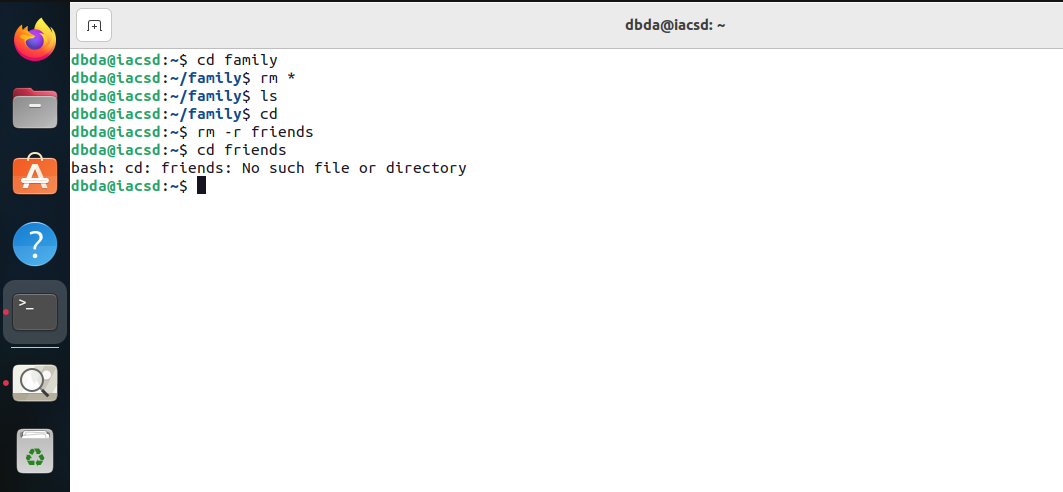 dbda@iacsd: ~
dbda@iacsd:~$ cd family
dbda@iacsd:~/family$ rm *
dbda@iacsd:~/family$ ls
dbda@iacsd:~/family$ cd
dbda@iacsd:~$ rm -r friends
dbda@iacsd:~$ cd friends
bash: cd: friends: No such file or directory
dbda@iacsd:~$
?
>_